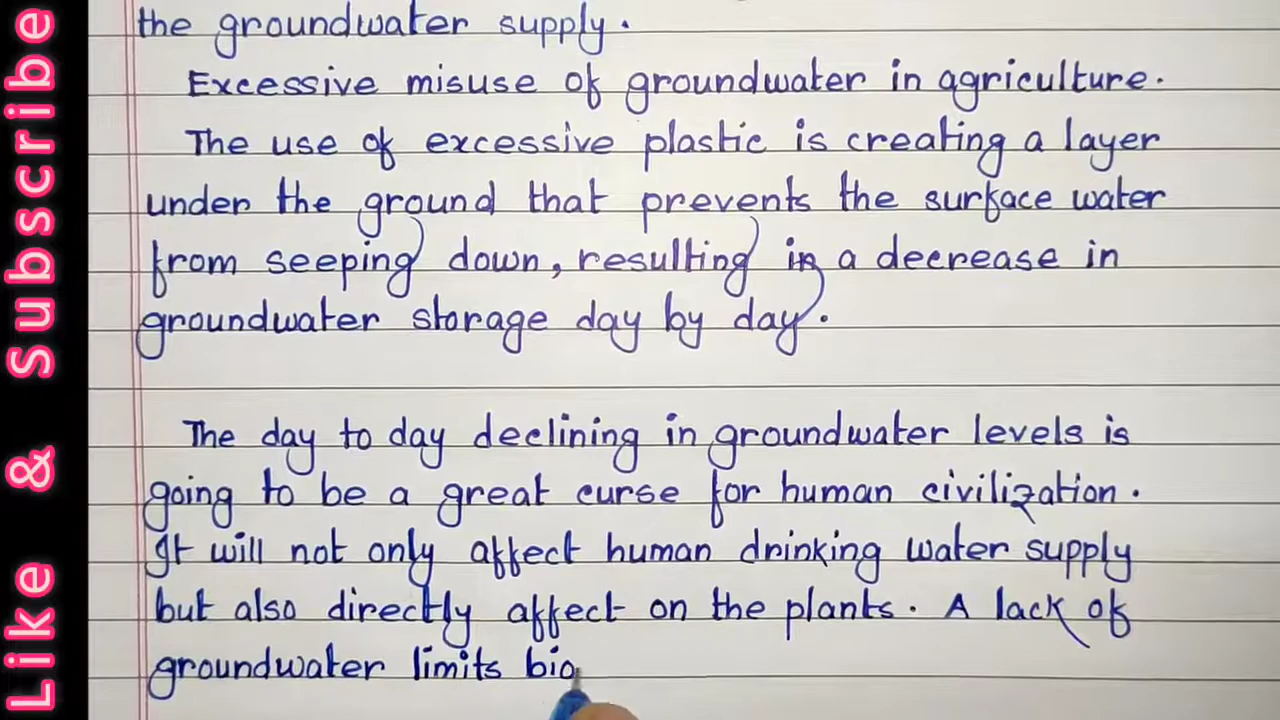 Like & Subscribe
the groundwater supply.
Excessive misuse of groundwater in agriculture.
The use of excessive plastic is creating a layer
under the ground that prevents the surface water
from seeping down, resulting in a decrease in
groundwater storage day by day.
The day to day declining in groundwater levels is
going to be a great curse for human civilization.
It will not only affect human drinking water supply
but also directly affect on the plants. A lack of
groundwater limits bio